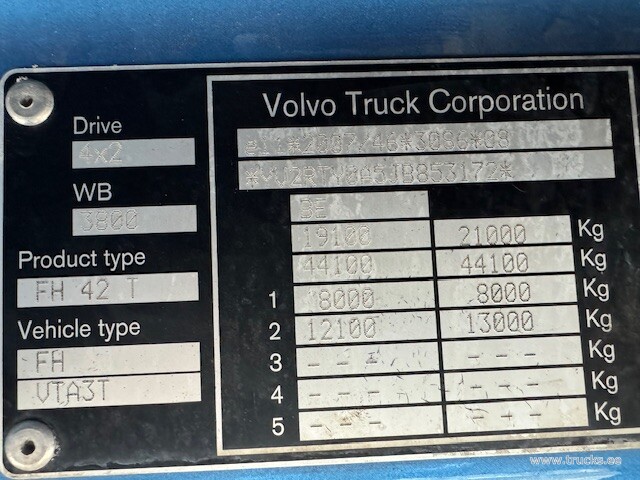 Volvo Truck Corporation
Drive
4x2
WB
3800
Product type
FH 42 T
Vehicle type
FH
VTA3T
BE
19100 21000 Kg
44100 44100 Kg
1 8000 8000 Kg
2 12100 13000 Kg
3 --- --- Kg
4 --- --- Kg
5 --- --- Kg
www.trucks.ee